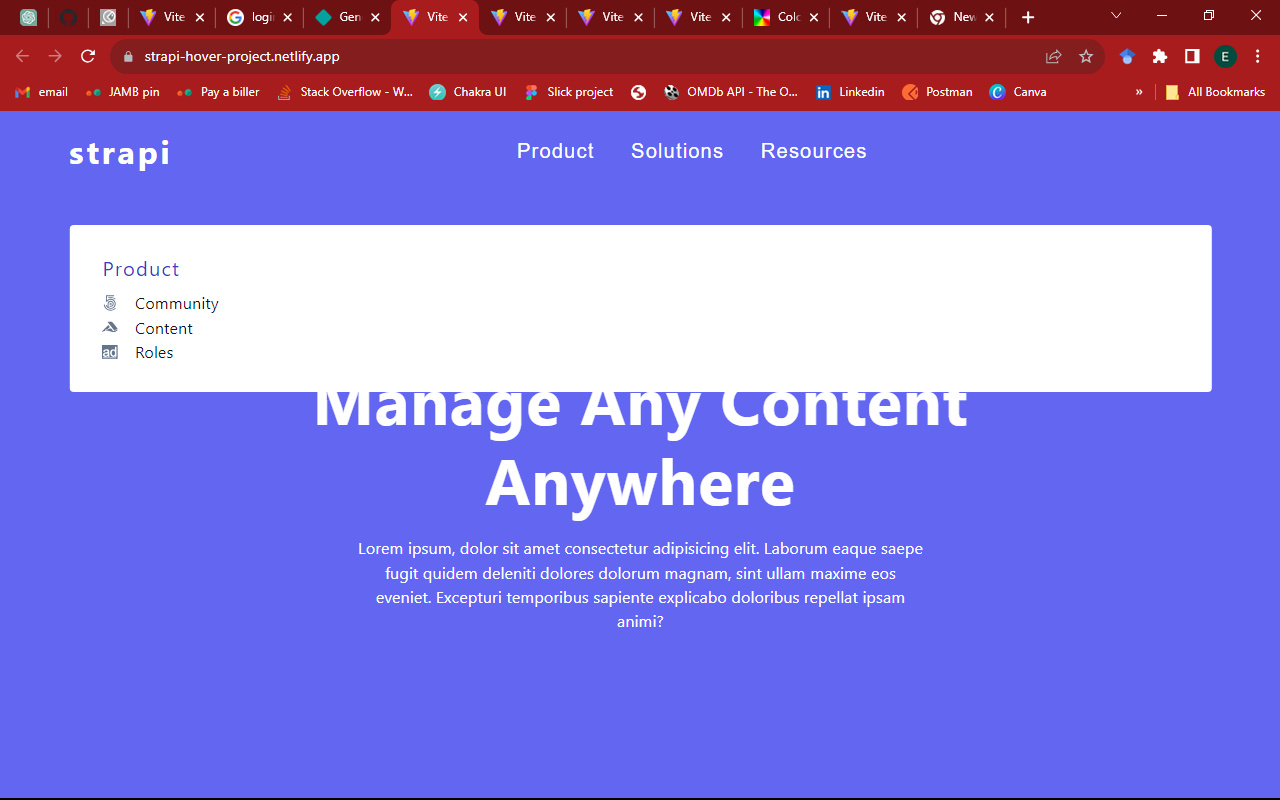 Vite
logi
Gen
Vite
Vite
Vite
Vite
Colo
Vite
New
strapi-hover-project.netlify.app
E
email
JAMB pin
Pay a biller
Stack Overflow - W...
Chakra UI
Slick project
OMDb API - The O...
Linkedin
Postman
Canva
»
All Bookmarks
strapi
Product
Solutions
Resources
Product
Community
Content
ad Roles
Manage Any Content
Anywhere
Lorem ipsum, dolor sit amet consectetur adipisicing elit. Laborum eaque saepe
fugit quidem deleniti dolores dolorum magnam, sint ullam maxime eos
eveniet. Excepturi temporibus sapiente explicabo doloribus repellat ipsam
animi?